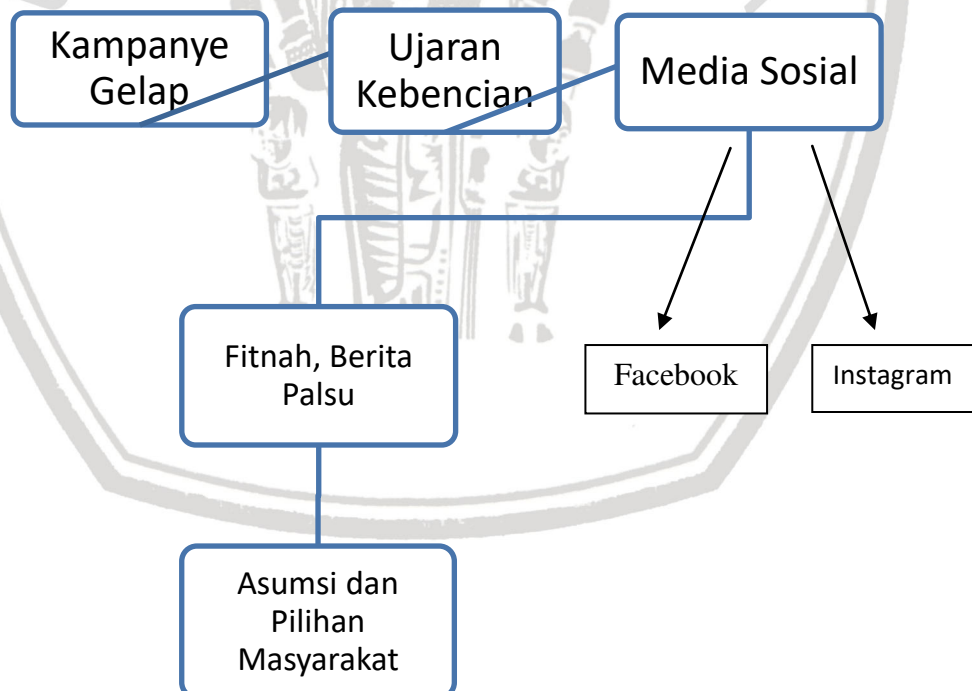 Kampanye
Gelap
Ujaran
Kebencian
Media Sosial
Fitnah, Berita
Palsu
Facebook
Instagram
Asumsi dan
Pilihan
Masyarakat